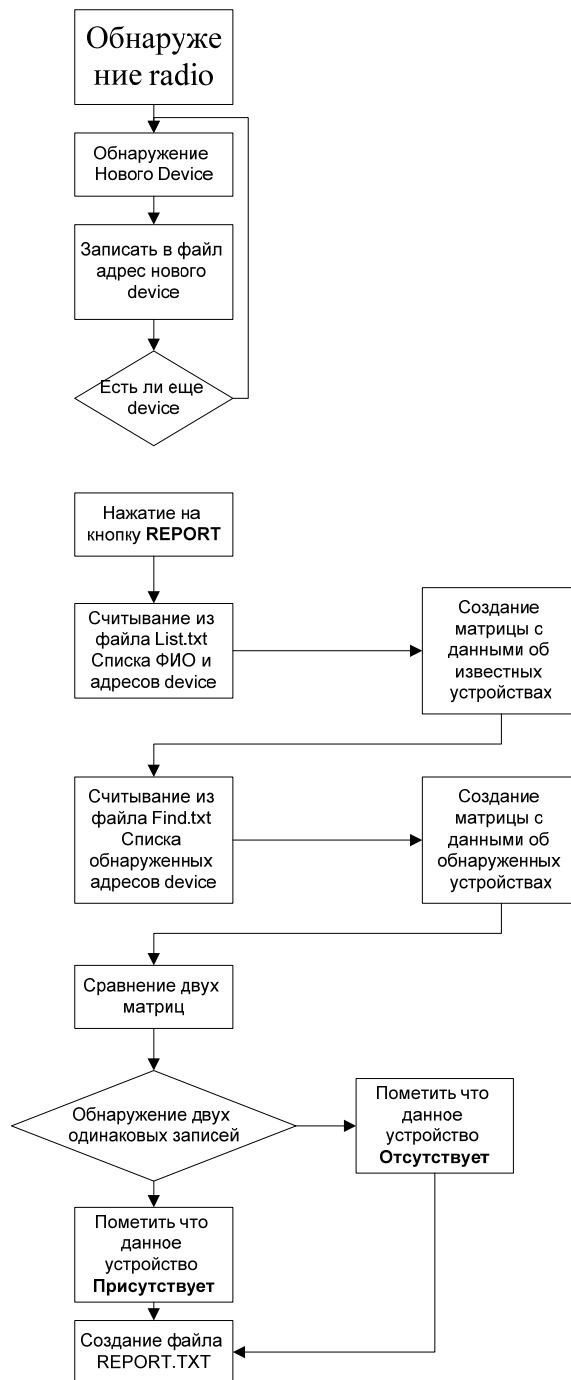 Обнаруже
ние radio
Обнаружение
Нового Device
Записать в файл
адрес нового
device
Есть ли еще
device
Нажатие на
кнопку REPORT
Считывание из
файла List.txt
Списка ФИО и
адресов device
Создание
матрицы с
данными об
известных
устройствах
Считывание из
файла Find.txt
Списка
обнаруженных
адресов device
Создание
матрицы с
данными об
обнаруженных
устройствах
Сравнение двух
матриц
Обнаружение двух
одинаковых записей
Пометить что
данное
устройство
Отсутствует
Пометить что
данное
устройство
Присутствует
Создание файла
REPORT.TXT